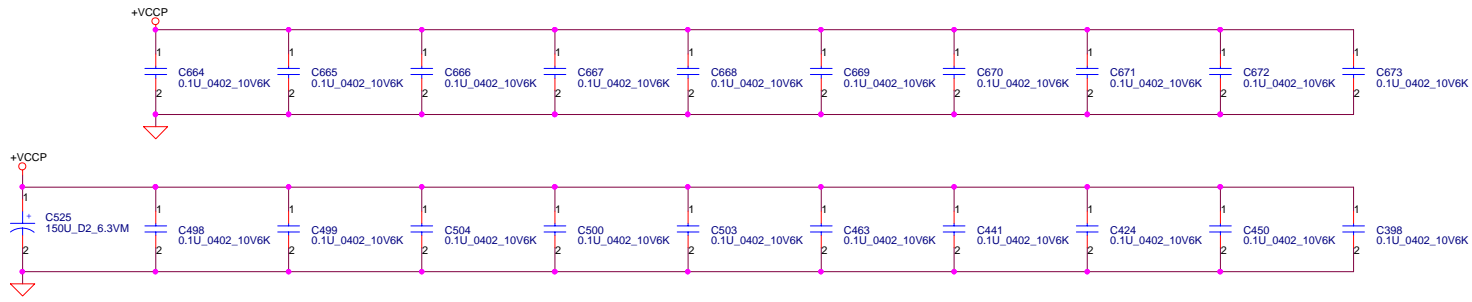 +VCCP
1 1 1 1 1 1 1 1 1 1
C664 C665 C666 C667 C668 C669 C670 C671 C672 C673
0.1U_0402_10V6K 0.1U_0402_10V6K 0.1U_0402_10V6K 0.1U_0402_10V6K 0.1U_0402_10V6K 0.1U_0402_10V6K 0.1U_0402_10V6K 0.1U_0402_10V6K 0.1U_0402_10V6K 0.1U_0402_10V6K
2 2 2 2 2 2 2 2 2 2
+VCCP
1 1 1 1 1 1 1 1 1 1 1
+
C525 C498 C499 C504 C500 C503 C463 C441 C424 C450 C398
150U_D2_6.3VM 0.1U_0402_10V6K 0.1U_0402_10V6K 0.1U_0402_10V6K 0.1U_0402_10V6K 0.1U_0402_10V6K 0.1U_0402_10V6K 0.1U_0402_10V6K 0.1U_0402_10V6K 0.1U_0402_10V6K 0.1U_0402_10V6K
2 2 2 2 2 2 2 2 2 2 2